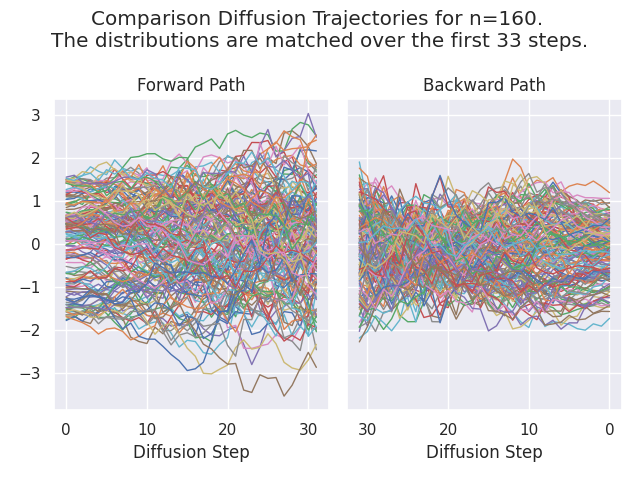 Comparison Diffusion Trajectories for n=160.
The distributions are matched over the first 33 steps.
Forward Path
Backward Path
3
2
1
0
−1
−2
−3
0 10 20 30
30 20 10 0
Diffusion Step
Diffusion Step